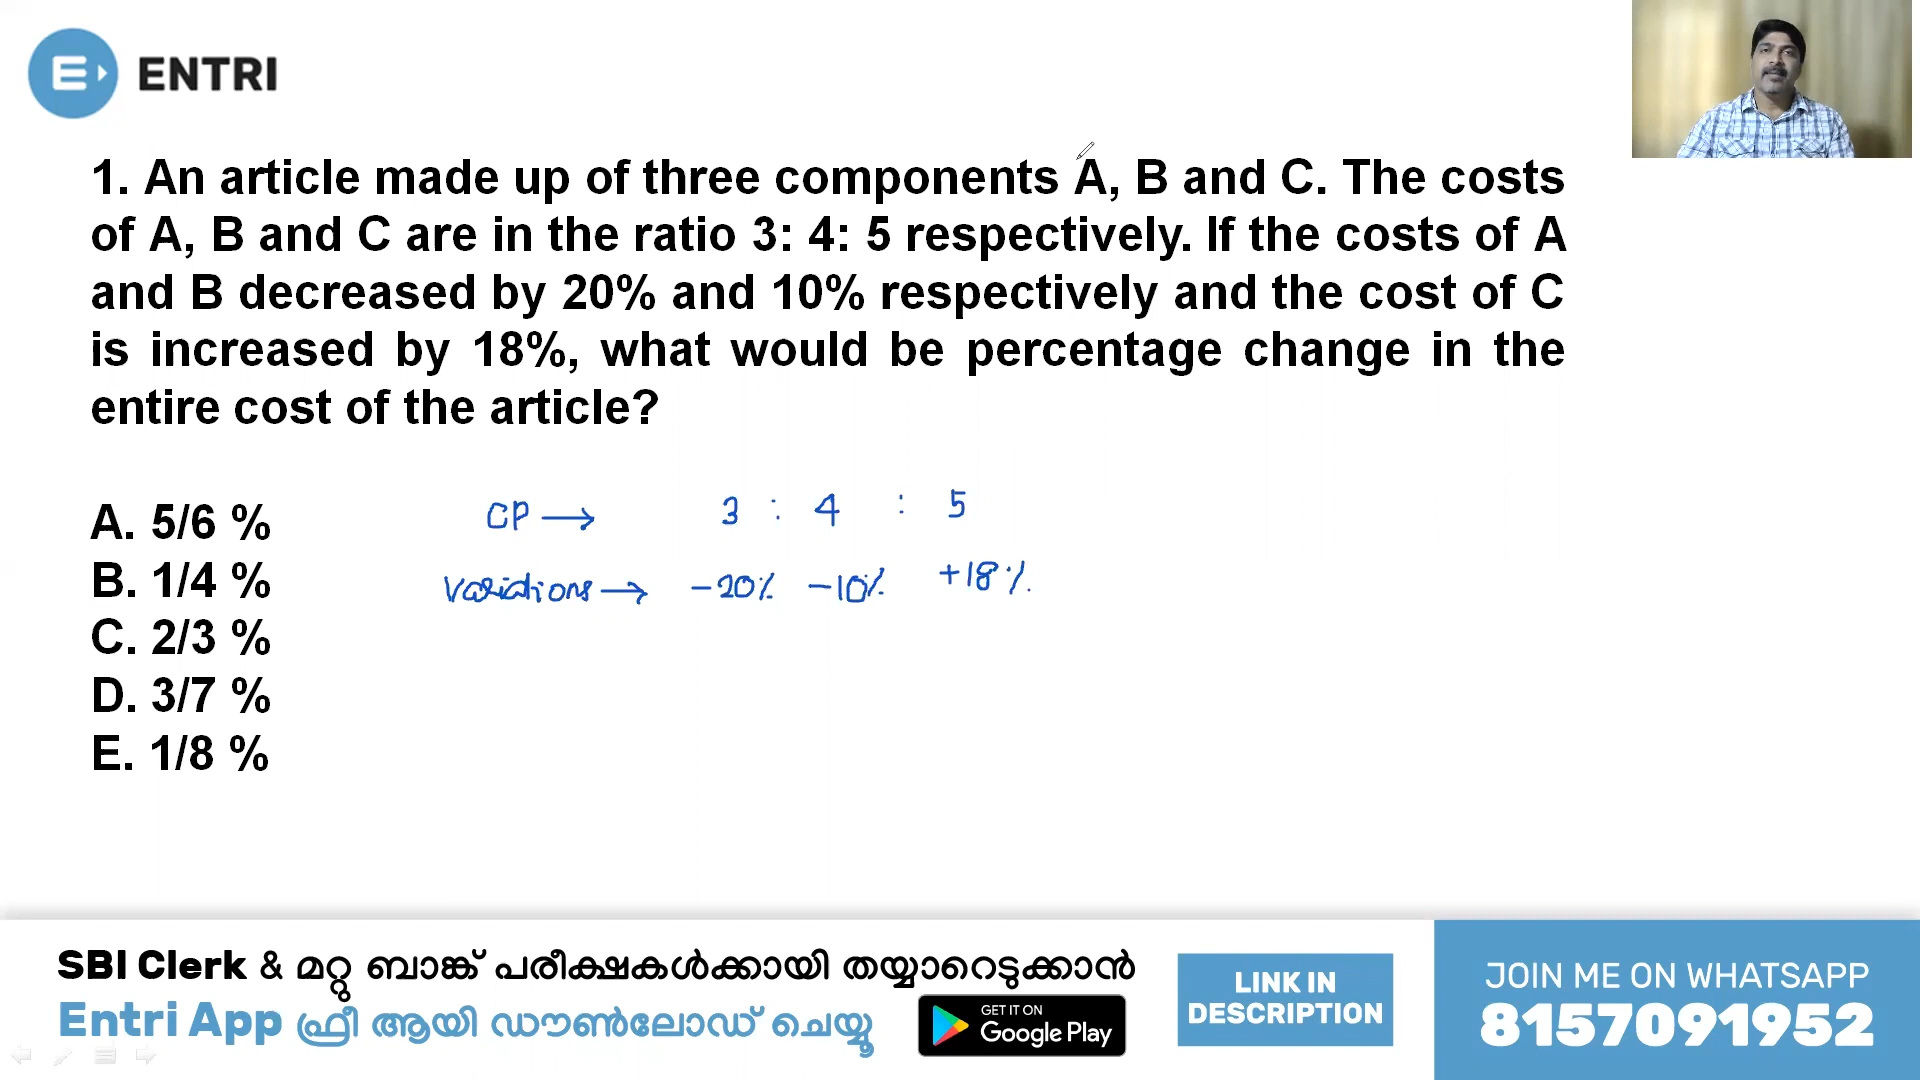 ENTRI
1. An article made up of three components A, B and C. The costs
of A, B and C are in the ratio 3: 4: 5 respectively. If the costs of A
and B decreased by 20% and 10% respectively and the cost of C
is increased by 18%, what would be percentage change in the
entire cost of the article?
A. 5/6 %
B. 1/4 %
C. 2/3 %
D. 3/7 %
E. 1/8 %
CP → 3 : 4 : 5
Variations → -20% -10% +18%
SBI Clerk & മറ്റു ബാങ്ക് പരീക്ഷകൾക്കായി തയ്യാറെടുക്കാൻ
Entri App ഫ്രീ ആയി ഡൗൺലോഡ് ചെയ്യൂ
GET IT ON
Google Play
LINK IN
DESCRIPTION
JOIN ME ON WHATSAPP
8157091952